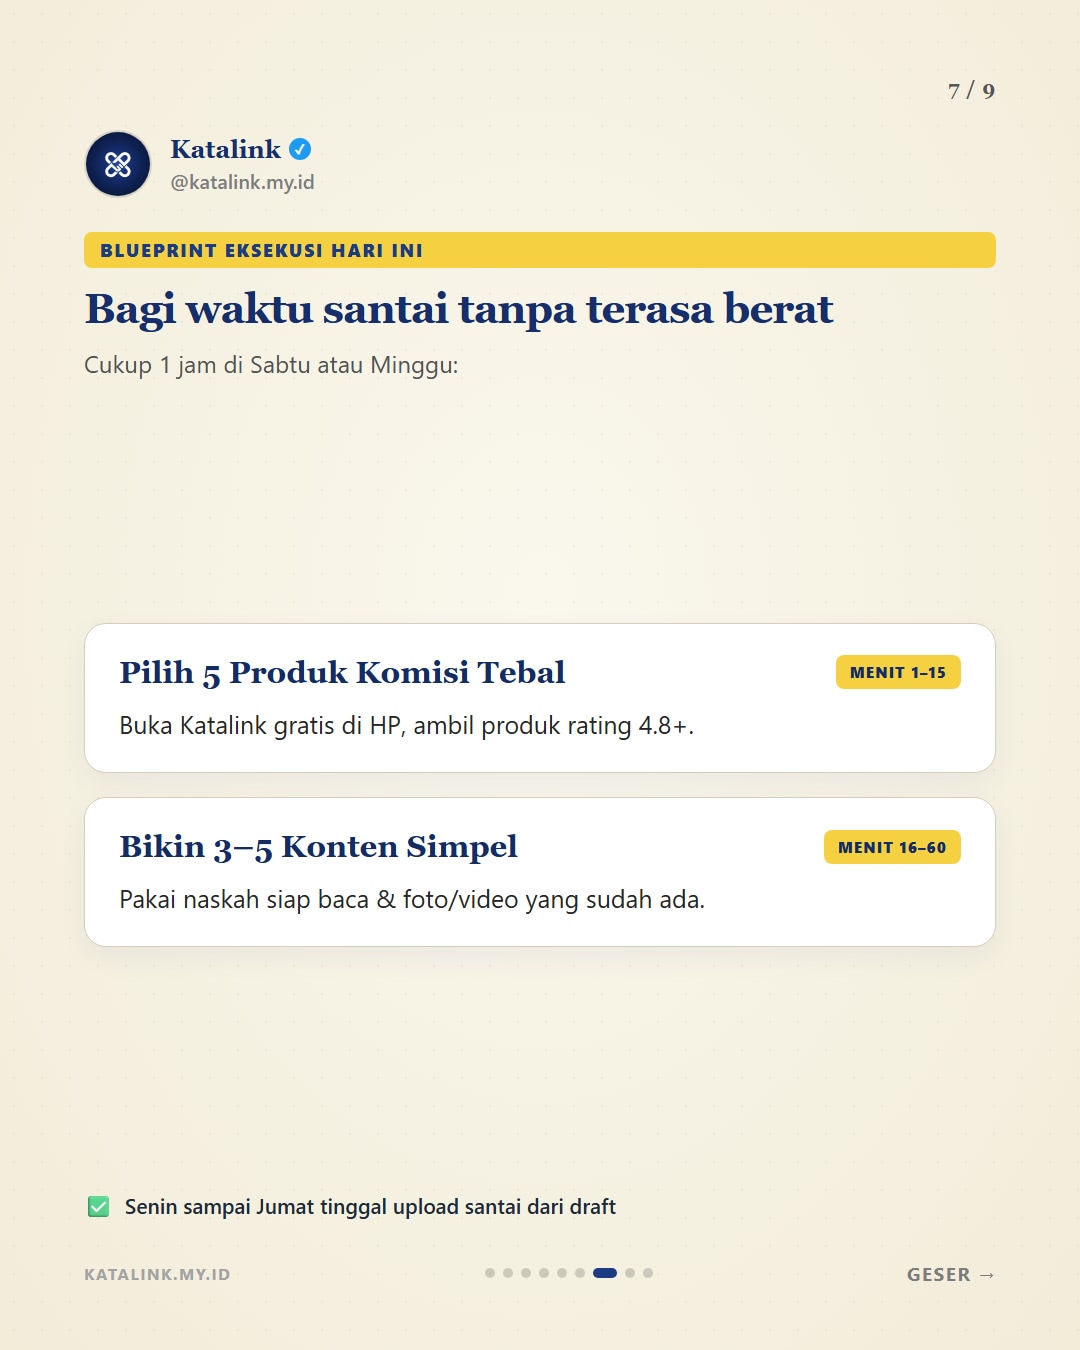 7 / 9
Katalink
@katalink.my.id
BLUEPRINT EKSEKUSI HARI INI
Bagi waktu santai tanpa terasa berat
Cukup 1 jam di Sabtu atau Minggu:
Pilih 5 Produk Komisi Tebal
MENIT 1–15
Buka Katalink gratis di HP, ambil produk rating 4.8+.
Bikin 3–5 Konten Simpel
MENIT 16–60
Pakai naskah siap baca & foto/video yang sudah ada.
✅ Senin sampai Jumat tinggal upload santai dari draft
KATALINK.MY.ID
GESER →